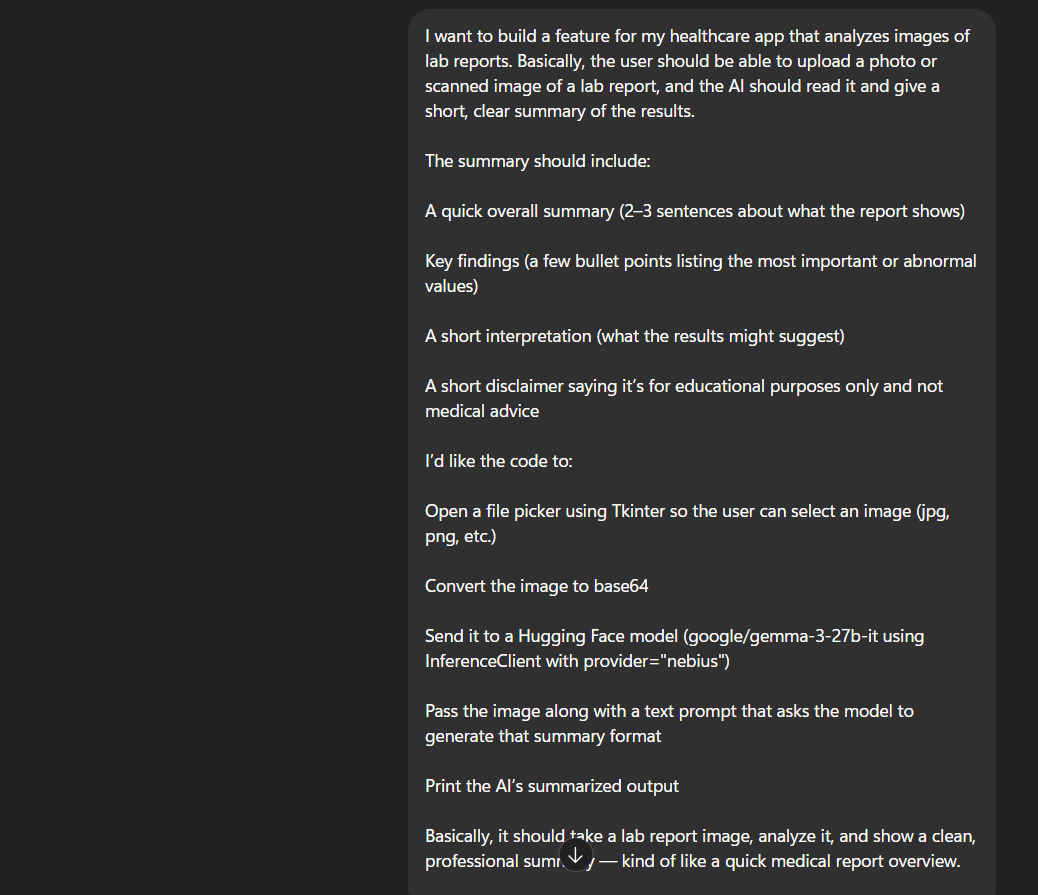 I want to build a feature for my healthcare app that analyzes images of
lab reports. Basically, the user should be able to upload a photo or
scanned image of a lab report, and the AI should read it and give a
short, clear summary of the results.
The summary should include:
A quick overall summary (2–3 sentences about what the report shows)
Key findings (a few bullet points listing the most important or abnormal
values)
A short interpretation (what the results might suggest)
A short disclaimer saying it’s for educational purposes only and not
medical advice
I’d like the code to:
Open a file picker using Tkinter so the user can select an image (jpg,
png, etc.)
Convert the image to base64
Send it to a Hugging Face model (google/gemma-3-27b-it using
InferenceClient with provider="nebius")
Pass the image along with a text prompt that asks the model to
generate that summary format
Print the AI’s summarized output
Basically, it should take a lab report image, analyze it, and show a clean,
professional — kind of like a quick medical report overview.